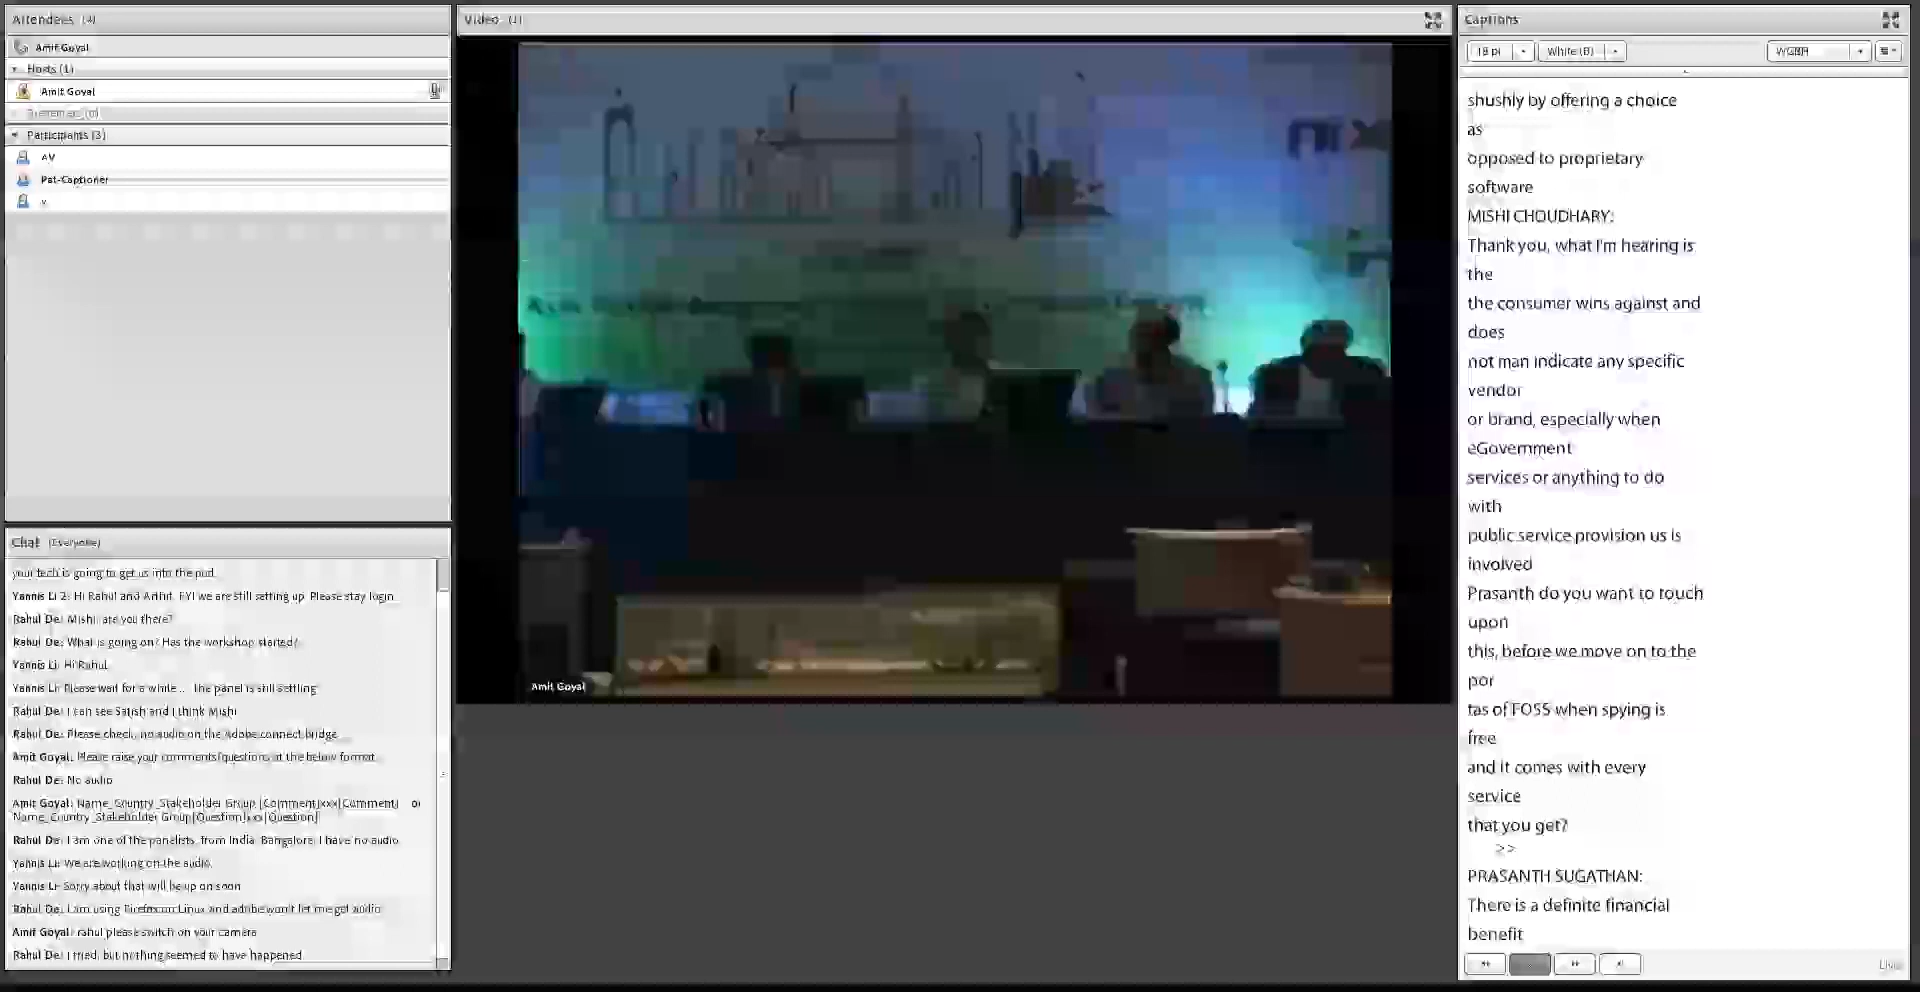 Attendees (4)
Amit Goyal
Hosts (1)
Amit Goyal
Participants (3)
AV
Pat-Captioner
v
Chat (Everyone)
your tech is going to get us into the pod.
Yannis Li 2: Hi Rahul and Arihit. FYI we are still setting up. Please stay login.
Rahul De: Mishi, are you there?
Rahul De: What is going on? Has the workshop started?
Yannis Li: Hi Rahul.
Yannis Li: Please wait for a while... The panel is still settling
Rahul De: I can see Satish and I think Mishi
Rahul De: Please check, no audio on the Adobe connect bridge
Amit Goyal: Please raise your comments/questions at the below format
Rahul De: No audio
Amit Goyal: Name_Country_Stakeholder Group [Comment]xxx[Comment] or
Name_Country_Stakeholder Group[Question]xxx[Question]
Rahul De: I am one of the panelists, from India, Bangalore. I have no audio
Yannis Li: We are working on the audio.
Yannis Li: Sorry about that will be up on soon
Rahul De: I am using Firefox on Linux and adobe won't let me get audio
Amit Goyal: rahul please switch on your camera
Rahul De: I tried, but nothing seemed to have happened
Video (1)
Amit Goyal
Captions
18 pt
White (B)
WGBH
shushly by offering a choice
as
opposed to proprietary
software
MISHI CHOUDHARY:
Thank you, what I'm hearing is
the
the consumer wins against and
does
not man indicate any specific
vendor
or brand, especially when
eGovernment
services or anything to do
with
public service provision us is
involved
Prasanth do you want to touch
upon
this, before we move on to the
por
tas of FOSS when spying is
free
and it comes with every
service
that you get?
>>
PRASANTH SUGATHAN:
There is a definite financial
benefit
Live